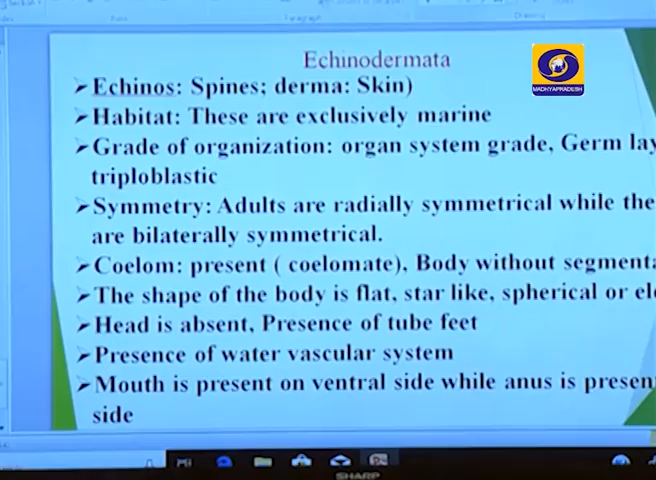 Echinodermata
➢Echinos: Spines; derma: Skin)
➢Habitat: These are exclusively marine
➢Grade of organization: organ system grade, Germ lay
triploblastic
➢Symmetry: Adults are radially symmetrical while the
are bilaterally symmetrical.
➢Coelom: present ( coelomate), Body without segmenta
➢The shape of the body is flat, star like, spherical or el
➢Head is absent, Presence of tube feet
➢Presence of water vascular system
➢Mouth is present on ventral side while anus is presen
side
MADHYAPRADESH
SHARP